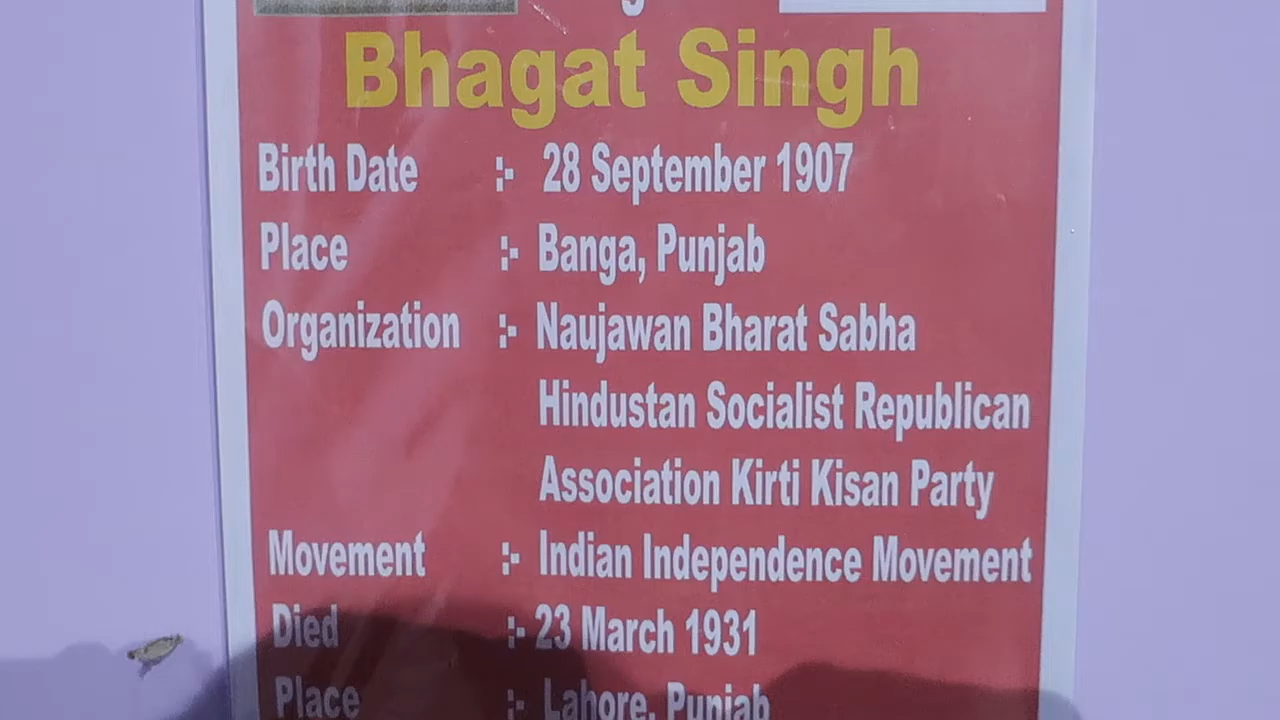 Bhagat Singh
Birth Date :- 28 September 1907
Place :- Banga, Punjab
Organization :- Naujawan Bharat Sabha
Hindustan Socialist Republican
Association Kirti Kisan Party
Movement :- Indian Independence Movement
Died :- 23 March 1931
Place :- Lahore, Punjab